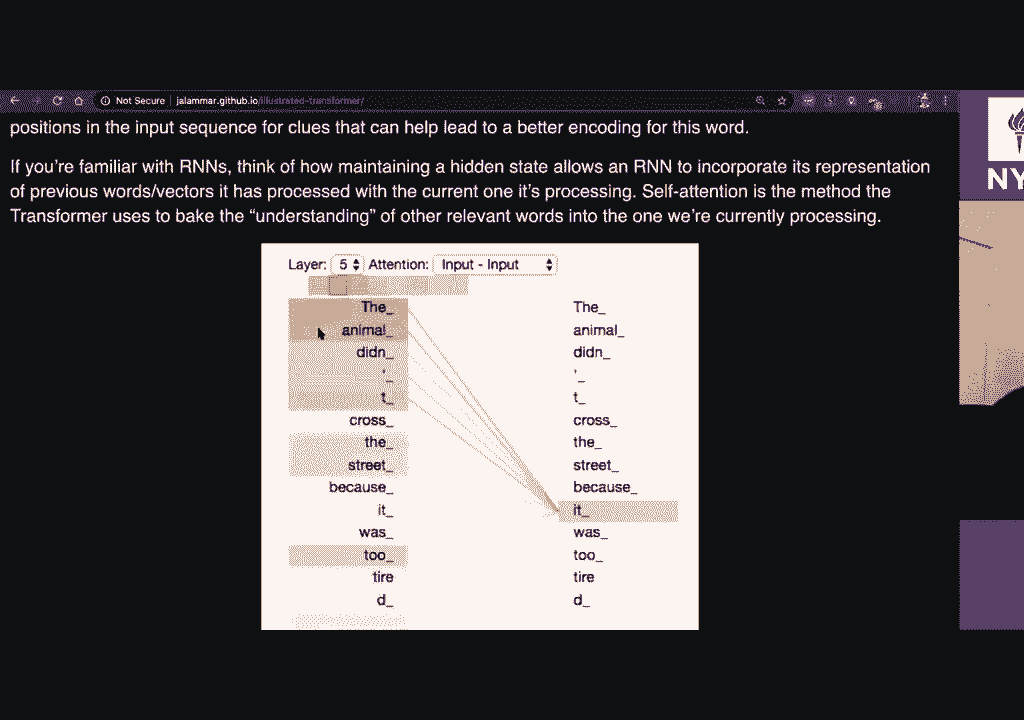 Not Secure | jalammar.github.io/illustrated-transformer/
positions in the input sequence for clues that can help lead to a better encoding for this word.
If you're familiar with RNNs, think of how maintaining a hidden state allows an RNN to incorporate its representation
of previous words/vectors it has processed with the current one it's processing. Self-attention is the method the
Transformer uses to bake the “understanding” of other relevant words into the one we're currently processing.
Layer: 5 Attention: Input - Input
The_ The_
animal_ animal_
didn_ didn_
'_ '_
t_ t_
cross_ cross_
the_ the_
street_ street_
because_ because_
it_ it_
was_ was_
too_ too_
tire tire
d_ d_
NY